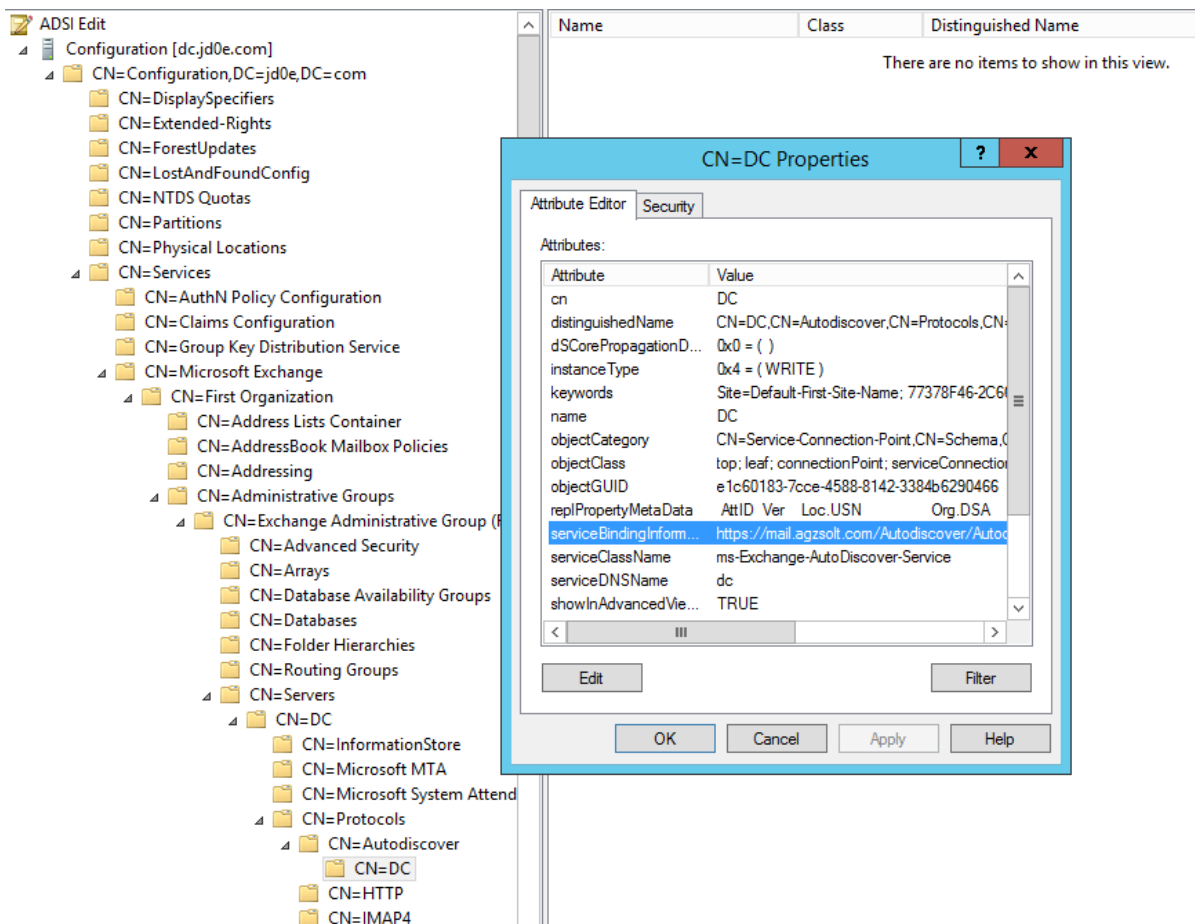 ADSI Edit
Configuration [dc.jd0e.com]
CN=Configuration,DC=jd0e,DC=com
CN=DisplaySpecifiers
CN=Extended-Rights
CN=ForestUpdates
CN=LostAndFoundConfig
CN=NTDS Quotas
CN=Partitions
CN=Physical Locations
CN=Services
CN=AuthN Policy Configuration
CN=Claims Configuration
CN=Group Key Distribution Service
CN=Microsoft Exchange
CN=First Organization
CN=Address Lists Container
CN=AddressBook Mailbox Policies
CN=Addressing
CN=Administrative Groups
CN=Exchange Administrative Group (F
CN=Advanced Security
CN=Arrays
CN=Database Availability Groups
CN=Databases
CN=Folder Hierarchies
CN=Routing Groups
CN=Servers
CN=DC
CN=InformationStore
CN=Microsoft MTA
CN=Microsoft System Attend
CN=Protocols
CN=Autodiscover
CN=DC
CN=HTTP
CN=IMAP4
Name Class Distinguished Name
There are no items to show in this view.
CN=DC Properties ? x
Attribute Editor Security
Attributes:
Attribute Value
cn DC
distinguishedName CN=DC,CN=Autodiscover,CN=Protocols,CN=
dSCorePropagationD... 0x0 = ( )
instanceType 0x4 = ( WRITE )
keywords Site=Default-First-Site-Name; 77378F46-2C6
name DC
objectCategory CN=Service-Connection-Point,CN=Schema,C
objectClass top; leaf; connectionPoint; serviceConnection
objectGUID e1c60183-7cce-4588-8142-3384b6290466
replPropertyMetaData AttID Ver Loc.USN Org.DSA
serviceBindingInform... https://mail.agzsolt.com/Autodiscover/Autoc
serviceClassName ms-Exchange-AutoDiscover-Service
serviceDNSName dc
showInAdvancedVie... TRUE
Edit Filter
OK Cancel Apply Help